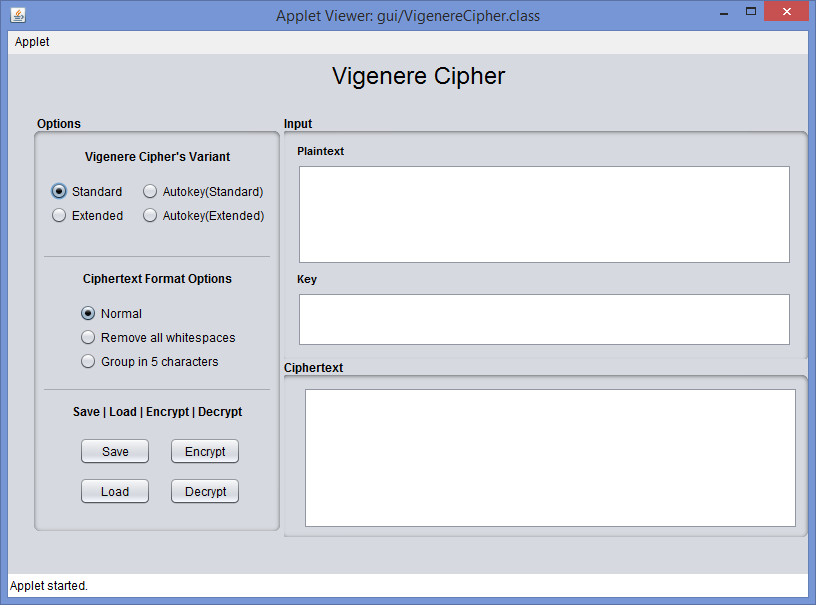 Applet Viewer: gui/VigenereCipher.class
Applet
Vigenere Cipher
Options
Vigenere Cipher's Variant
Standard Autokey(Standard)
Extended Autokey(Extended)
Ciphertext Format Options
Normal
Remove all whitespaces
Group in 5 characters
Save | Load | Encrypt | Decrypt
Save Encrypt
Load Decrypt
Input
Plaintext
Key
Ciphertext
Applet started.